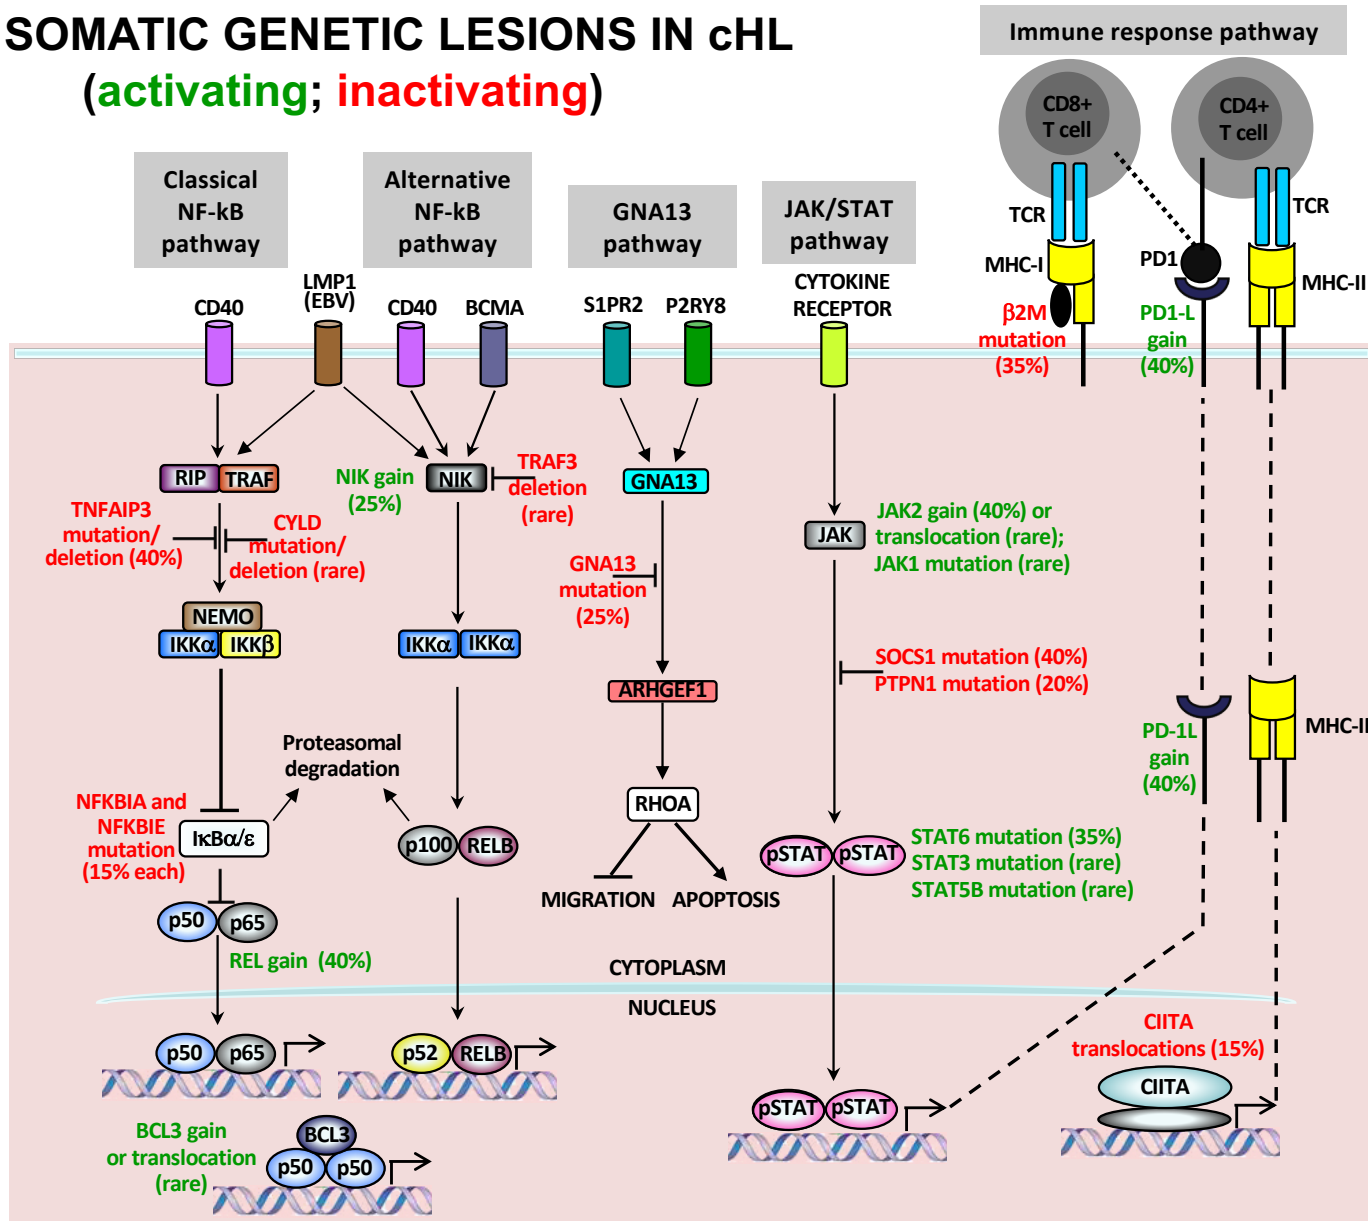 SOMATIC GENETIC LESIONS IN cHL
(activating; inactivating)
Immune response pathway
CD8+
T cell
CD4+
T cell
Classical
NF-kB
pathway
Alternative
NF-kB
pathway
GNA13
pathway
JAK/STAT
pathway
TCR
TCR
MHC-I
PD1
MHC-II
β2M
mutation
(35%)
PD1-L
gain
(40%)
CD40
LMP1
(EBV)
CD40
BCMA
S1PR2
P2RY8
CYTOKINE
RECEPTOR
RIP
TRAF
NIK gain
(25%)
NIK
TRAF3
deletion
(rare)
GNA13
TNFAIP3
mutation/
deletion (40%)
CYLD
mutation/
deletion (rare)
GNA13
mutation
(25%)
JAK
JAK2 gain (40%) or
translocation (rare);
JAK1 mutation (rare)
NEMO
IKKα
IKKβ
IKKα
IKKα
ARHGEF1
SOCS1 mutation (40%)
PTPN1 mutation (20%)
PD-1L
gain
(40%)
MHC-II
Proteasomal
degradation
NFKBIA and
NFKBIE
mutation
(15% each)
IκBα/ε
p100
RELB
RHOA
MIGRATION
APOPTOSIS
pSTAT
pSTAT
STAT6 mutation (35%)
STAT3 mutation (rare)
STAT5B mutation (rare)
p50
p65
REL gain (40%)
CYTOPLASM
NUCLEUS
p50
p65
p52
RELB
pSTAT
pSTAT
CIITA
translocations (15%)
CIITA
BCL3 gain
or translocation
(rare)
BCL3
p50
p50